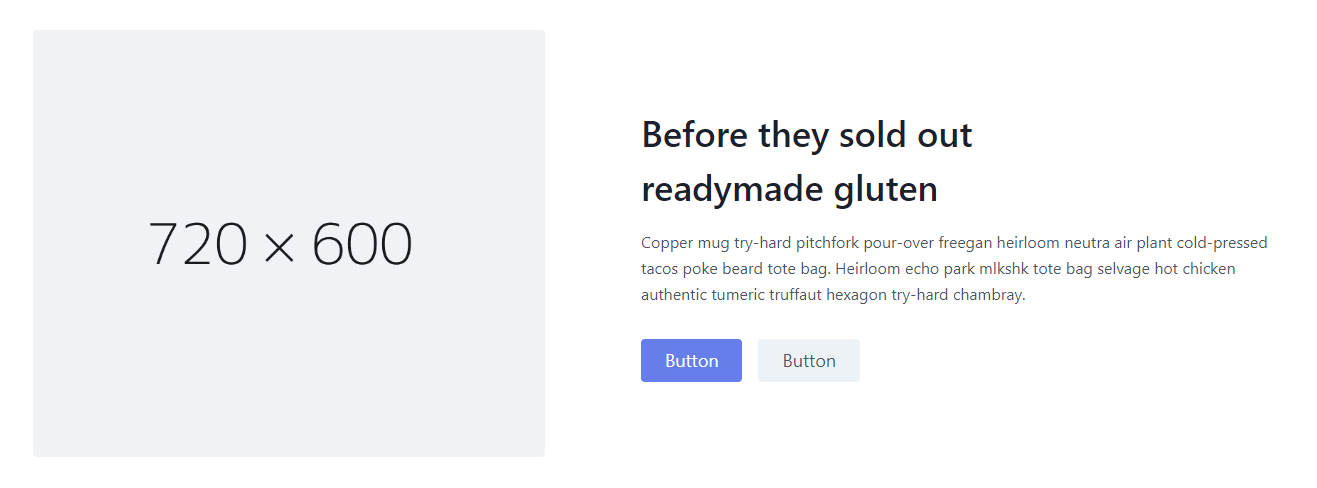 720 × 600
Before they sold out
readymade gluten
Copper mug try-hard pitchfork pour-over freegan heirloom neutra air plant cold-pressed
tacos poke beard tote bag. Heirloom echo park mlkshk tote bag selvage hot chicken
authentic tumeric truffaut hexagon try-hard chambray.
Button
Button